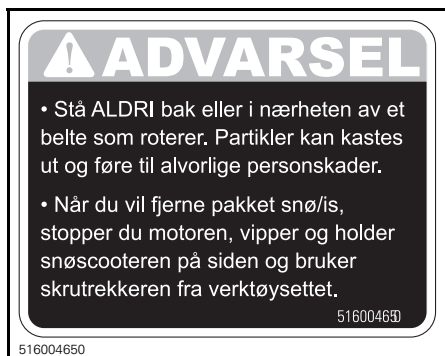 ADVARSEL
• Stå ALDRI bak eller i nærheten av et
belte som roterer. Partikler kan kastes
ut og føre til alvorlige personskader.
• Når du vil fjerne pakket snø/is,
stopper du motoren, vipper og holder
snøscooteren på siden og bruker
skrutrekkeren fra verktøysettet.
516004650
516004650